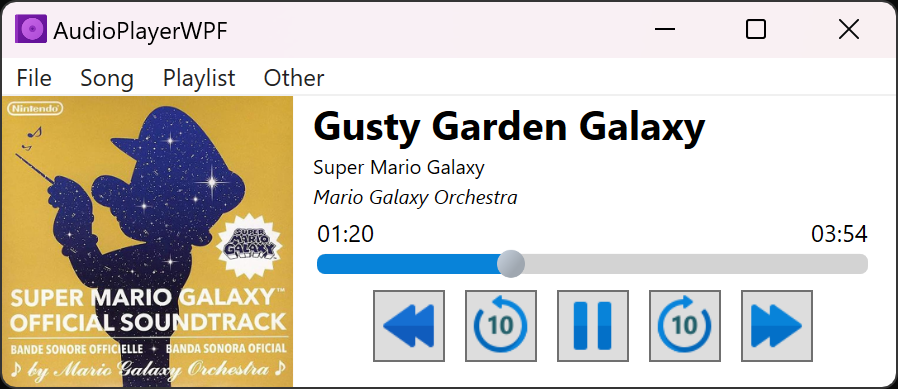 AudioPlayerWPF
File Song Playlist Other
Nintendo
SUPER MARIO GALAXY
SUPER MARIO GALAXY™
OFFICIAL SOUNDTRACK
BANDE SONORE OFFICIELLE ✦ BANDA SONORA OFICIAL
♪ by Mario Galaxy Orchestra ♪
Gusty Garden Galaxy
Super Mario Galaxy
Mario Galaxy Orchestra
01:20 03:54
10 10